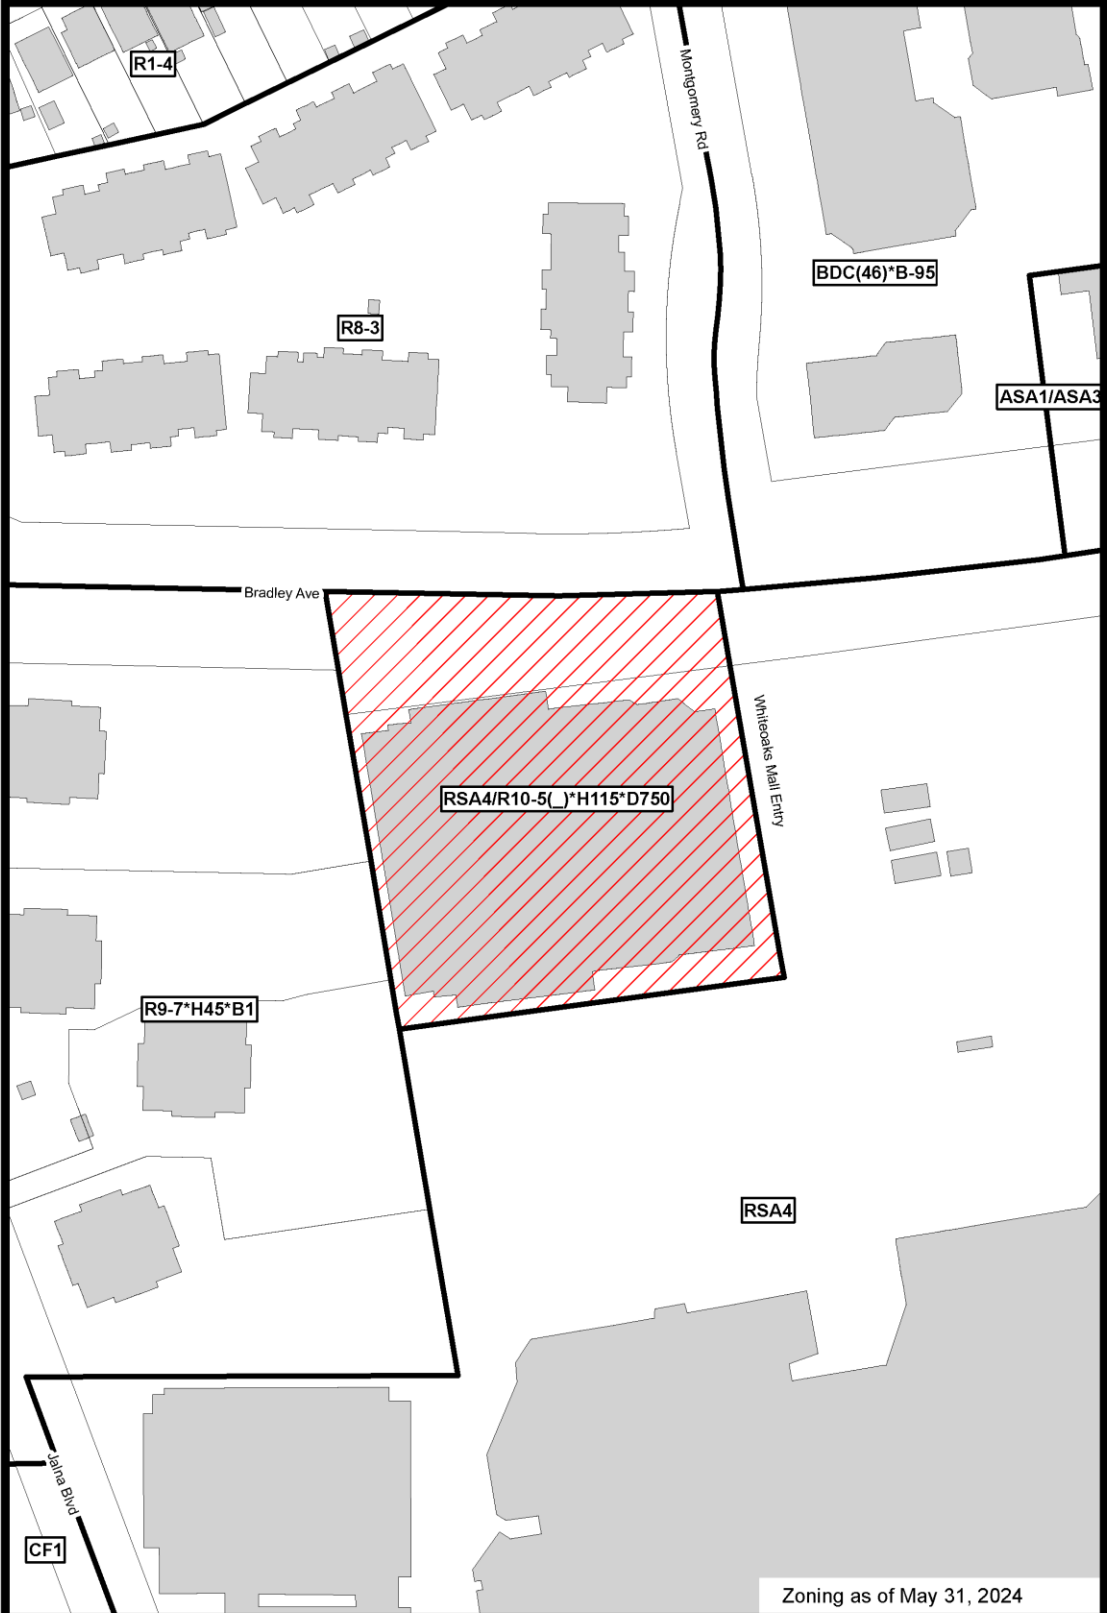 R1-4
Montgomery Rd
BDC(46)*B-95
R8-3
ASA1/ASA3
Bradley Ave
Whiteoaks Mall Entry
RSA4/R10-5(_)*H115*D750
R9-7*H45*B1
RSA4
Jalna Blvd
CF1
Zoning as of May 31, 2024